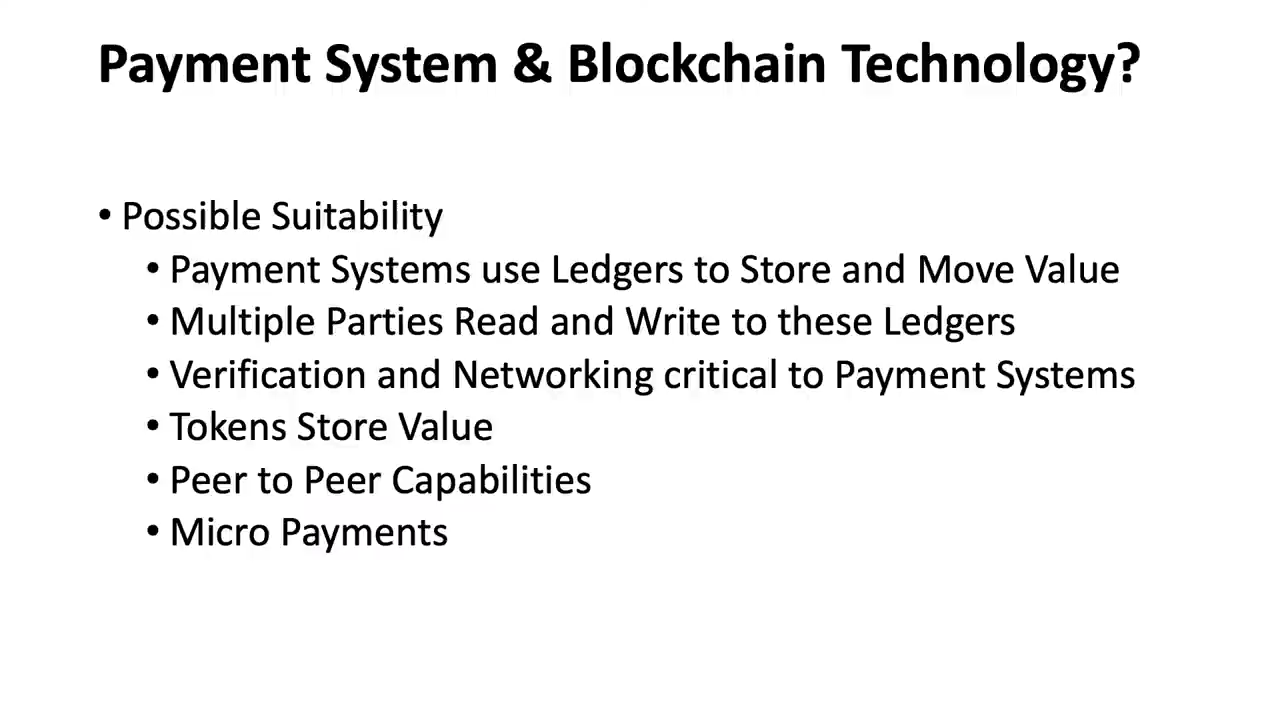 Payment System & Blockchain Technology?
• Possible Suitability
• Payment Systems use Ledgers to Store and Move Value
• Multiple Parties Read and Write to these Ledgers
• Verification and Networking critical to Payment Systems
• Tokens Store Value
• Peer to Peer Capabilities
• Micro Payments